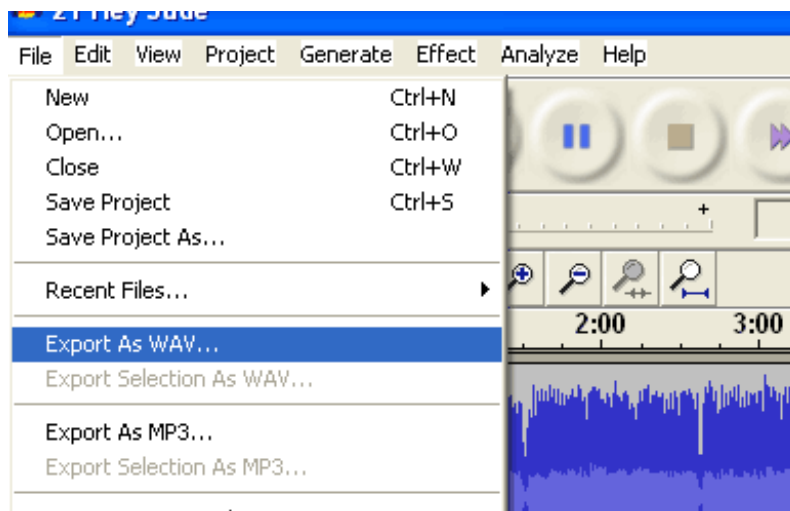 21 Hey Jude
File Edit View Project Generate Effect Analyze Help
New Ctrl+N
Open... Ctrl+O
Close Ctrl+W
Save Project Ctrl+S
Save Project As...
Recent Files...
Export As WAV...
Export Selection As WAV...
Export As MP3...
Export Selection As MP3...
+
2:00 3:00